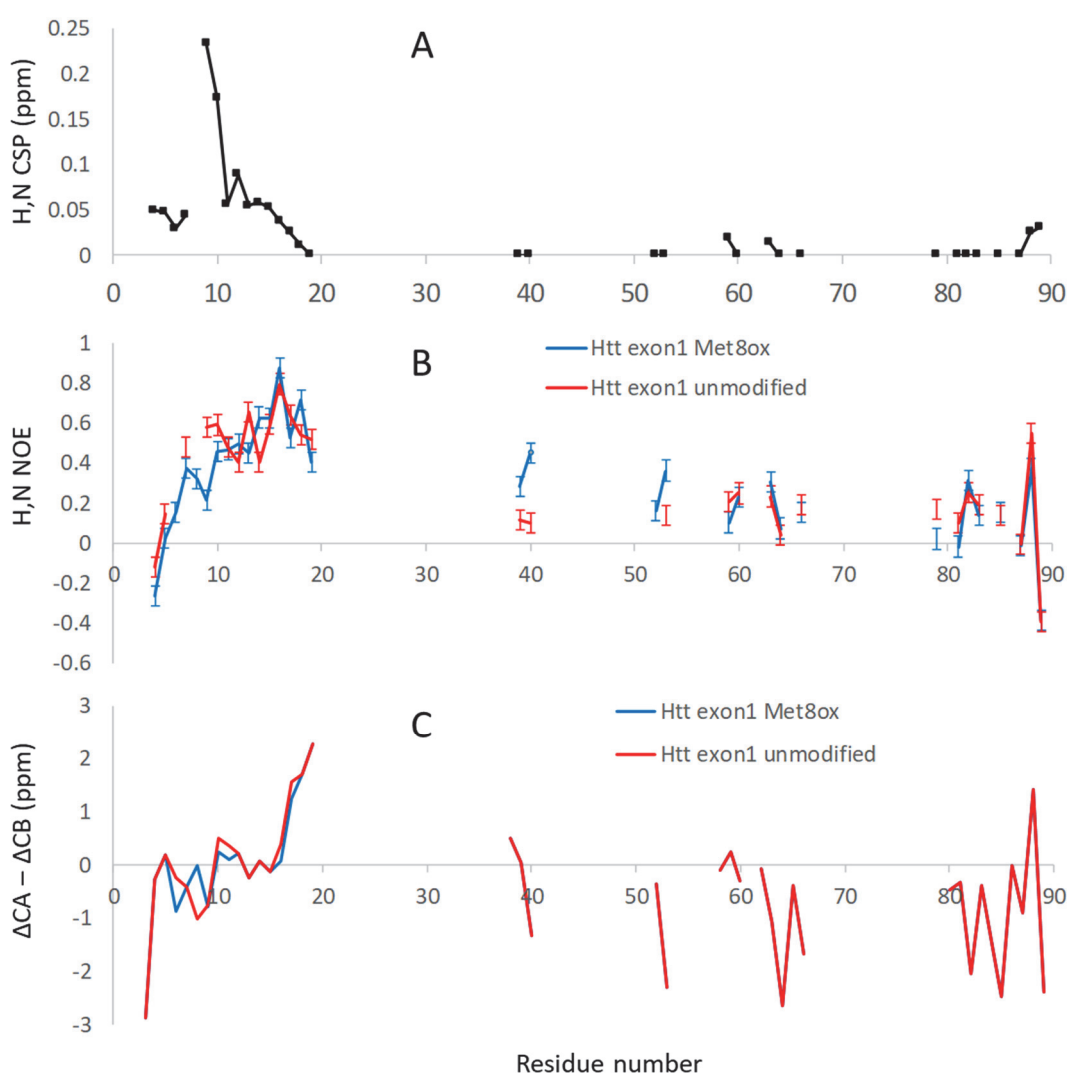 A
H,N CSP (ppm)
0.25
0.2
0.15
0.1
0.05
0
0 10 20 30 40 50 60 70 80 90
B
Htt exon1 Met8ox
Htt exon1 unmodified
H,N NOE
1
0.8
0.6
0.4
0.2
0
-0.2
-0.4
-0.6
0 10 20 30 40 50 60 70 80 90
C
Htt exon1 Met8ox
Htt exon1 unmodified
ΔCA – ΔCB (ppm)
3
2
1
0
-1
-2
-3
0 10 20 30 40 50 60 70 80 90
Residue number